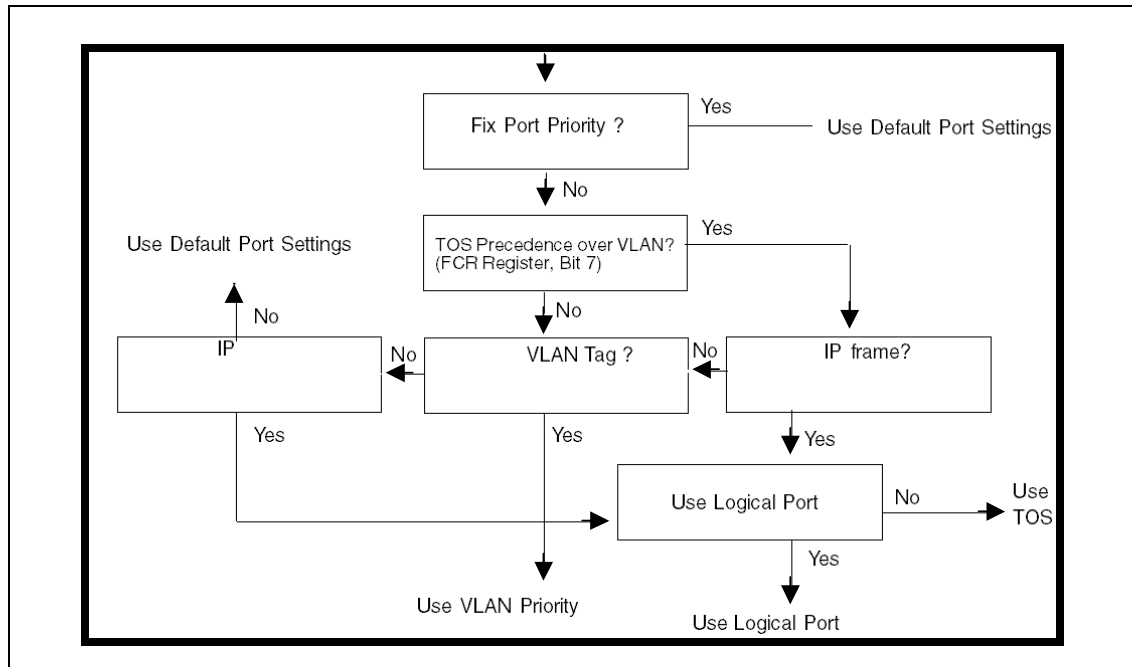 Fix Port Priority ?
Yes
Use Default Port Settings
No
TOS Precedence over VLAN?
(FCR Register, Bit 7)
Yes
Use Default Port Settings
No
No
IP
No
VLAN Tag ?
No
IP frame?
Yes
Yes
Yes
Use Logical Port
No
Use
TOS
Yes
Use VLAN Priority
Use Logical Port